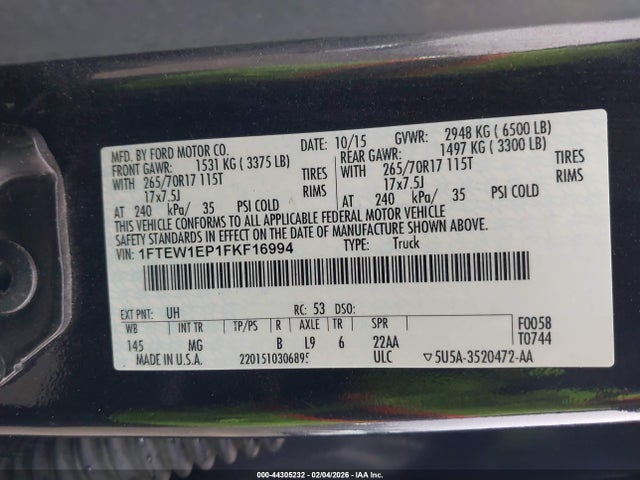 MFD. BY FORD MOTOR CO. DATE: 10/15 GVWR: 2948 KG ( 6500 LB)
FRONT GAWR: 1531 KG ( 3375 LB) REAR GAWR: 1497 KG ( 3300 LB)
WITH 265/70R17 115T TIRES WITH 265/70R17 115T TIRES
17x7.5J RIMS 17x7.5J RIMS
AT 240 kPa/ 35 PSI COLD AT 240 kPa/ 35 PSI COLD
THIS VEHICLE CONFORMS TO ALL APPLICABLE FEDERAL MOTOR VEHICLE
SAFETY STANDARDS IN EFFECT ON THE DATE OF MANUFACTURE SHOWN ABOVE.
VIN: 1FTEW1EP1FKF16994 TYPE: Truck
EXT PNT: UH RC: 53 DSO: F0058
WB INT TR TP/PS R AXLE TR SPR T0744
145 MG B L9 6 22AA
MADE IN U.S.A. 220151030689 ULC ▽5U5A-3520472-AA
000-44305232 - 02/04/2026 - IAA Inc.